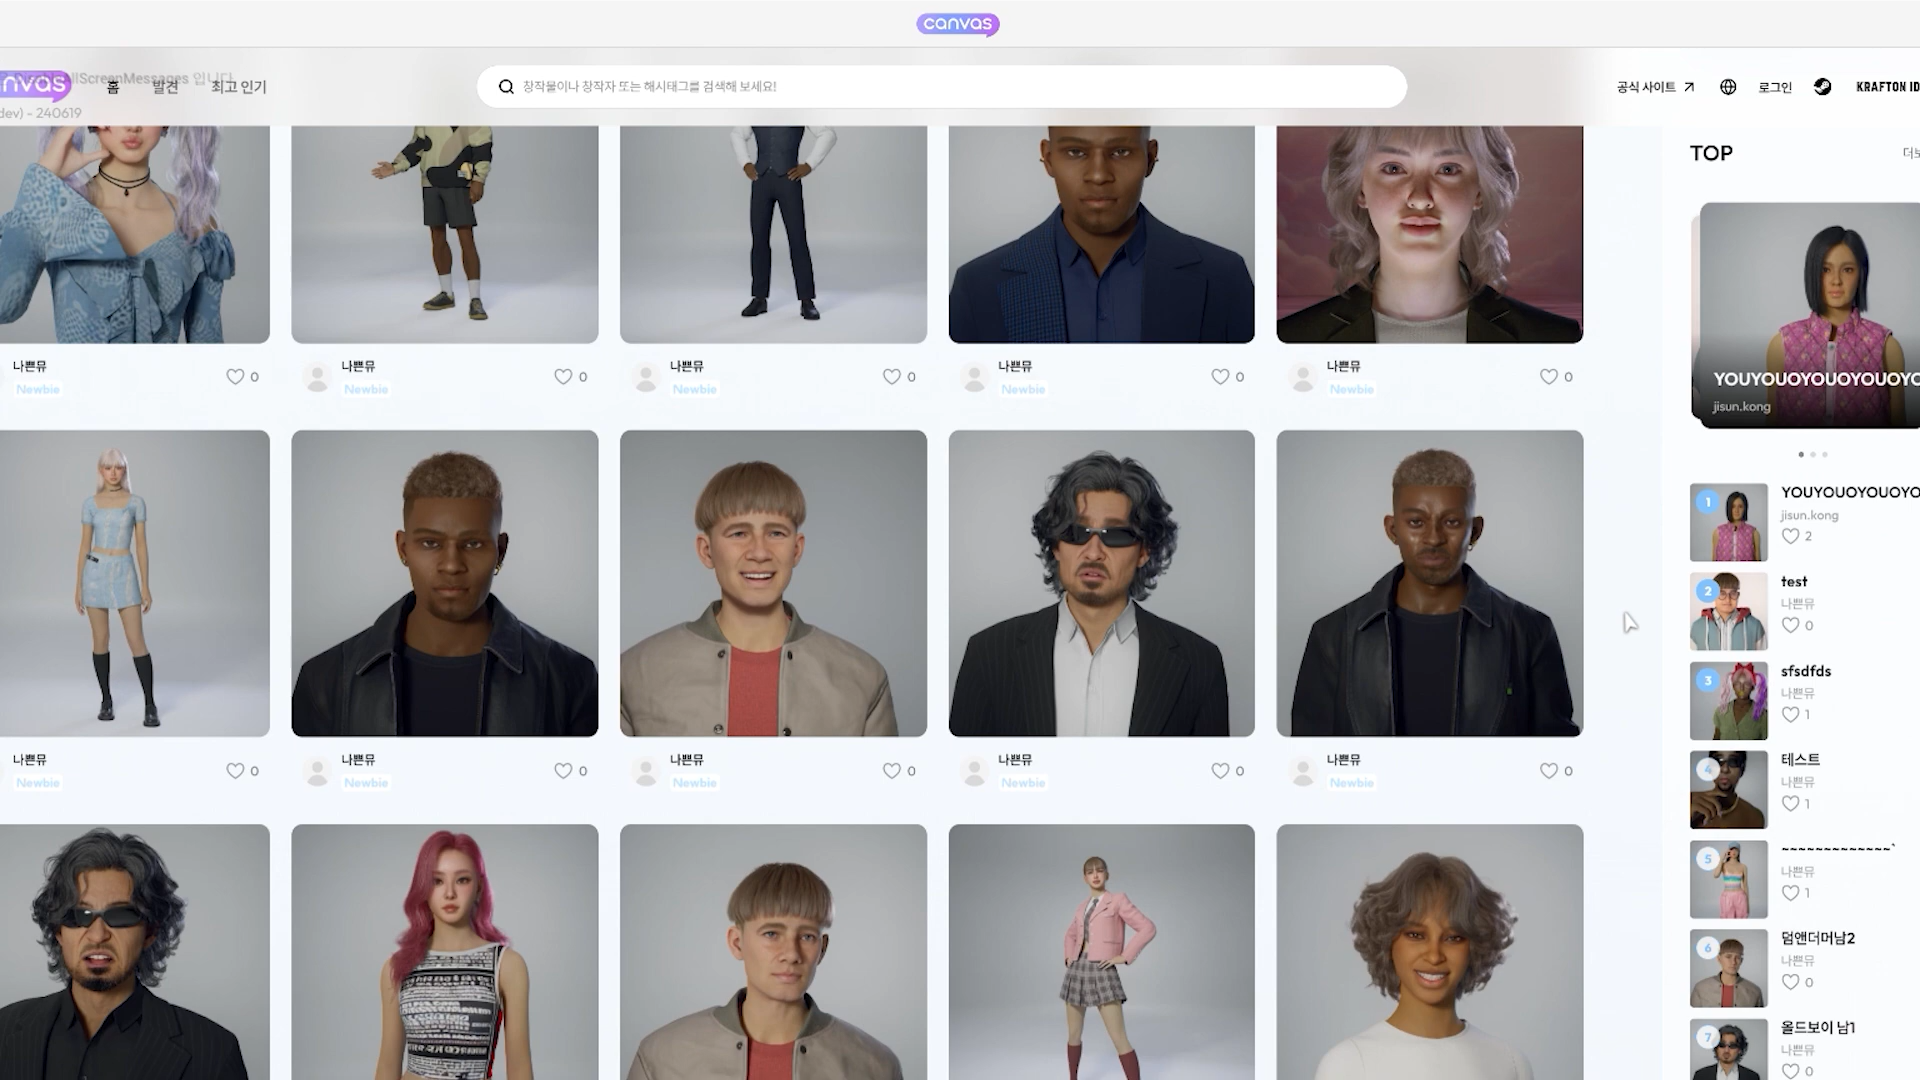 canvas
nvas
AllScreenMessages 입니다
홈
발견
최고 인기
창작물이나 창작자 또는 해시태그를 검색해 보세요!
공식 사이트
로그인
KRAFTON ID
dev) - 240619
TOP
YOUYOUOYOUOYOUOYO
jisun.kong
나쁜뮤
Newbie
0
나쁜뮤
Newbie
0
나쁜뮤
Newbie
0
나쁜뮤
Newbie
0
나쁜뮤
Newbie
0
나쁜뮤
Newbie
0
나쁜뮤
Newbie
0
나쁜뮤
Newbie
0
나쁜뮤
Newbie
0
나쁜뮤
Newbie
0
1
YOUYOUOYOUOYO
jisun.kong
2
2
test
나쁜뮤
0
3
sfsdfds
나쁜뮤
1
4
테스트
나쁜뮤
1
5
~~~~~~~~~~~~~`
나쁜뮤
1
6
덤앤더머남2
나쁜뮤
0
7
올드보이 남1
나쁜뮤
0